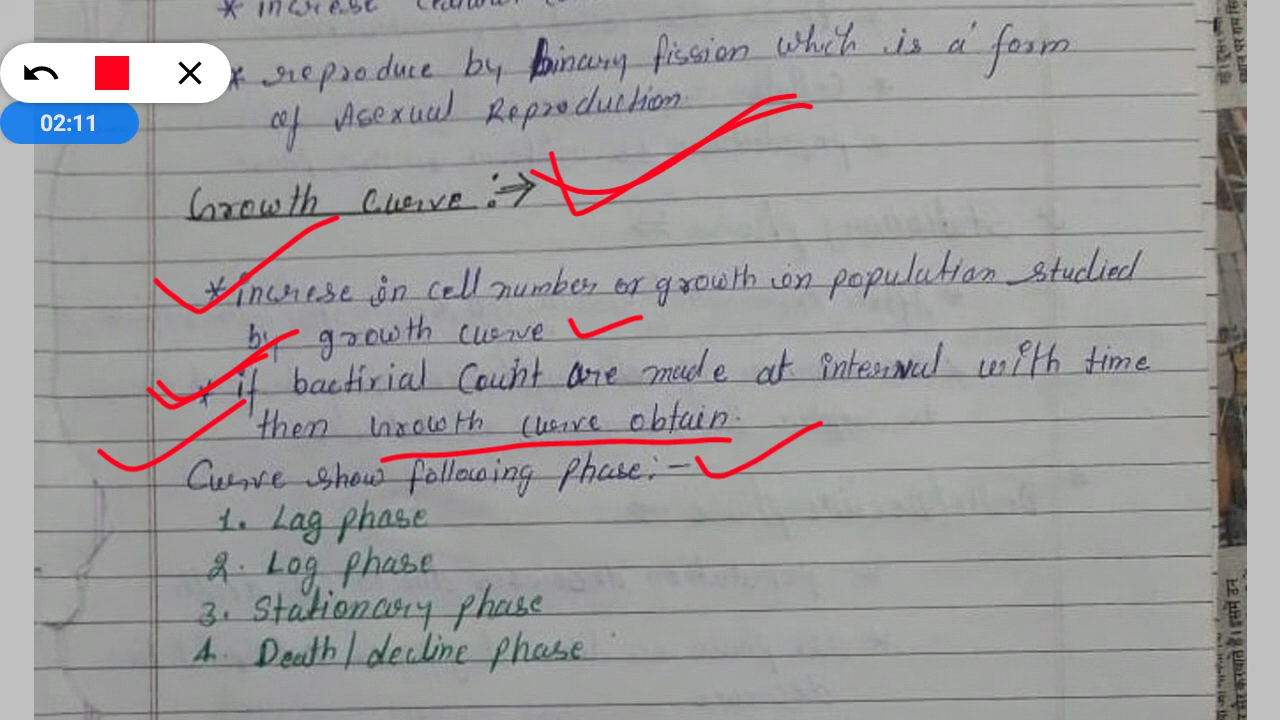 * increse
* reproduce by binary fission which is a form
of Asexual Reproduction.
02:11
Growth Curve :→
* increse in cell number or growth in population studied
by growth curve
* if bactirial Count are made at interval with time
then Growth curve obtain.
Curve show following Phase:-
1. Lag phase
2. Log phase
3. Stationary phase
4. Death/decline phase